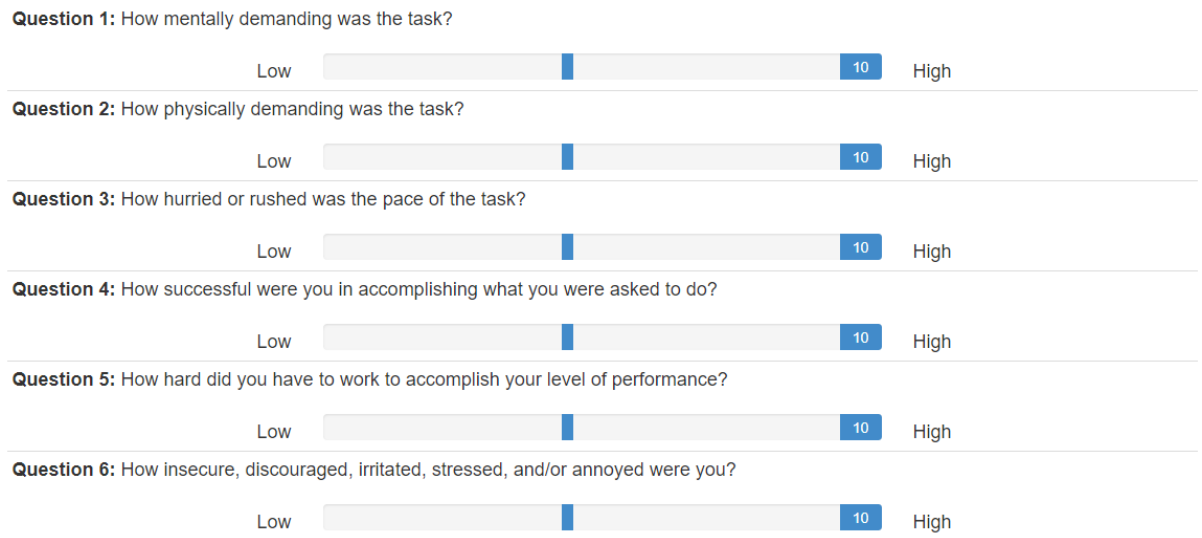 Question 1: How mentally demanding was the task?
Low 10 High
Question 2: How physically demanding was the task?
Low 10 High
Question 3: How hurried or rushed was the pace of the task?
Low 10 High
Question 4: How successful were you in accomplishing what you were asked to do?
Low 10 High
Question 5: How hard did you have to work to accomplish your level of performance?
Low 10 High
Question 6: How insecure, discouraged, irritated, stressed, and/or annoyed were you?
Low 10 High